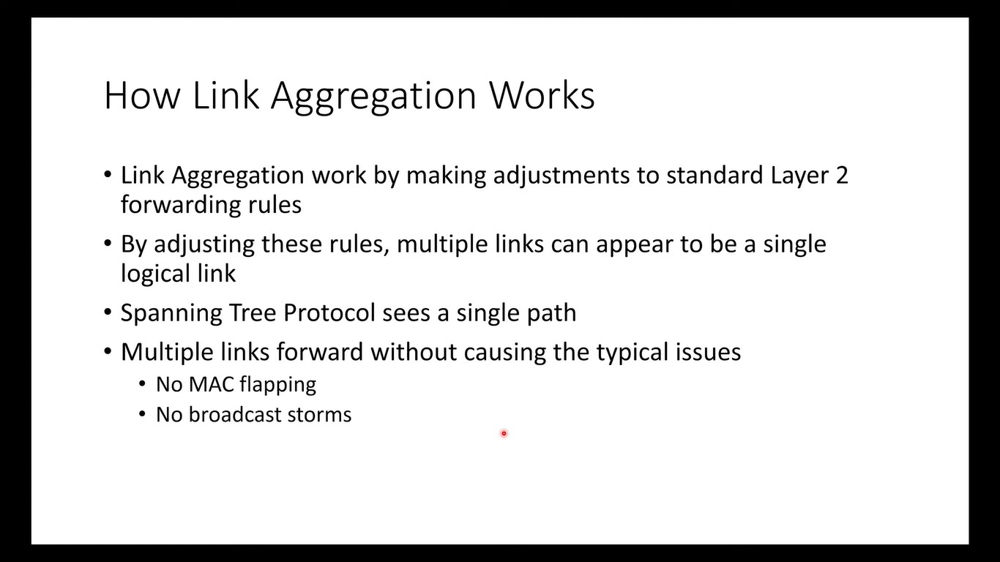 How Link Aggregation Works
• Link Aggregation work by making adjustments to standard Layer 2
forwarding rules
• By adjusting these rules, multiple links can appear to be a single
logical link
• Spanning Tree Protocol sees a single path
• Multiple links forward without causing the typical issues
• No MAC flapping
• No broadcast storms